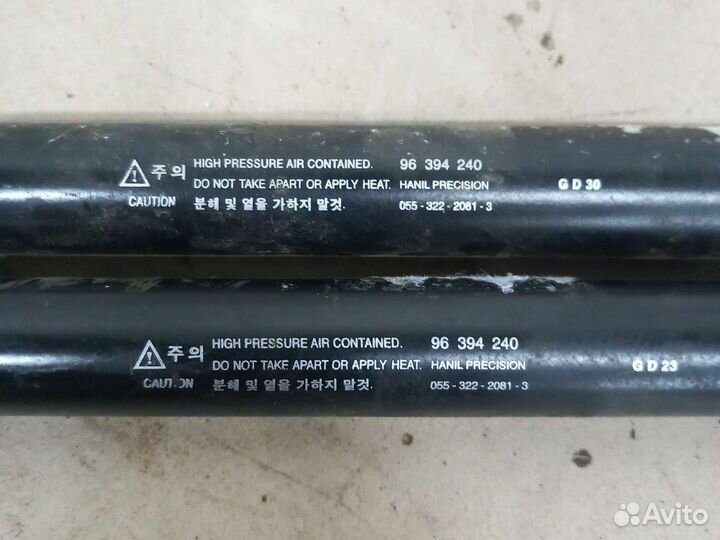 주의 HIGH PRESSURE AIR CONTAINED. 96 394 240
DO NOT TAKE APART OR APPLY HEAT. HANIL PRECISION G D 30
CAUTION 분해 및 열을 가하지 말것. 055-322-2081-3
주의 HIGH PRESSURE AIR CONTAINED. 96 394 240
DO NOT TAKE APART OR APPLY HEAT. HANIL PRECISION G D 23
CAUTION 분해 및 열을 가하지 말것. 055-322-2081-3
Avito